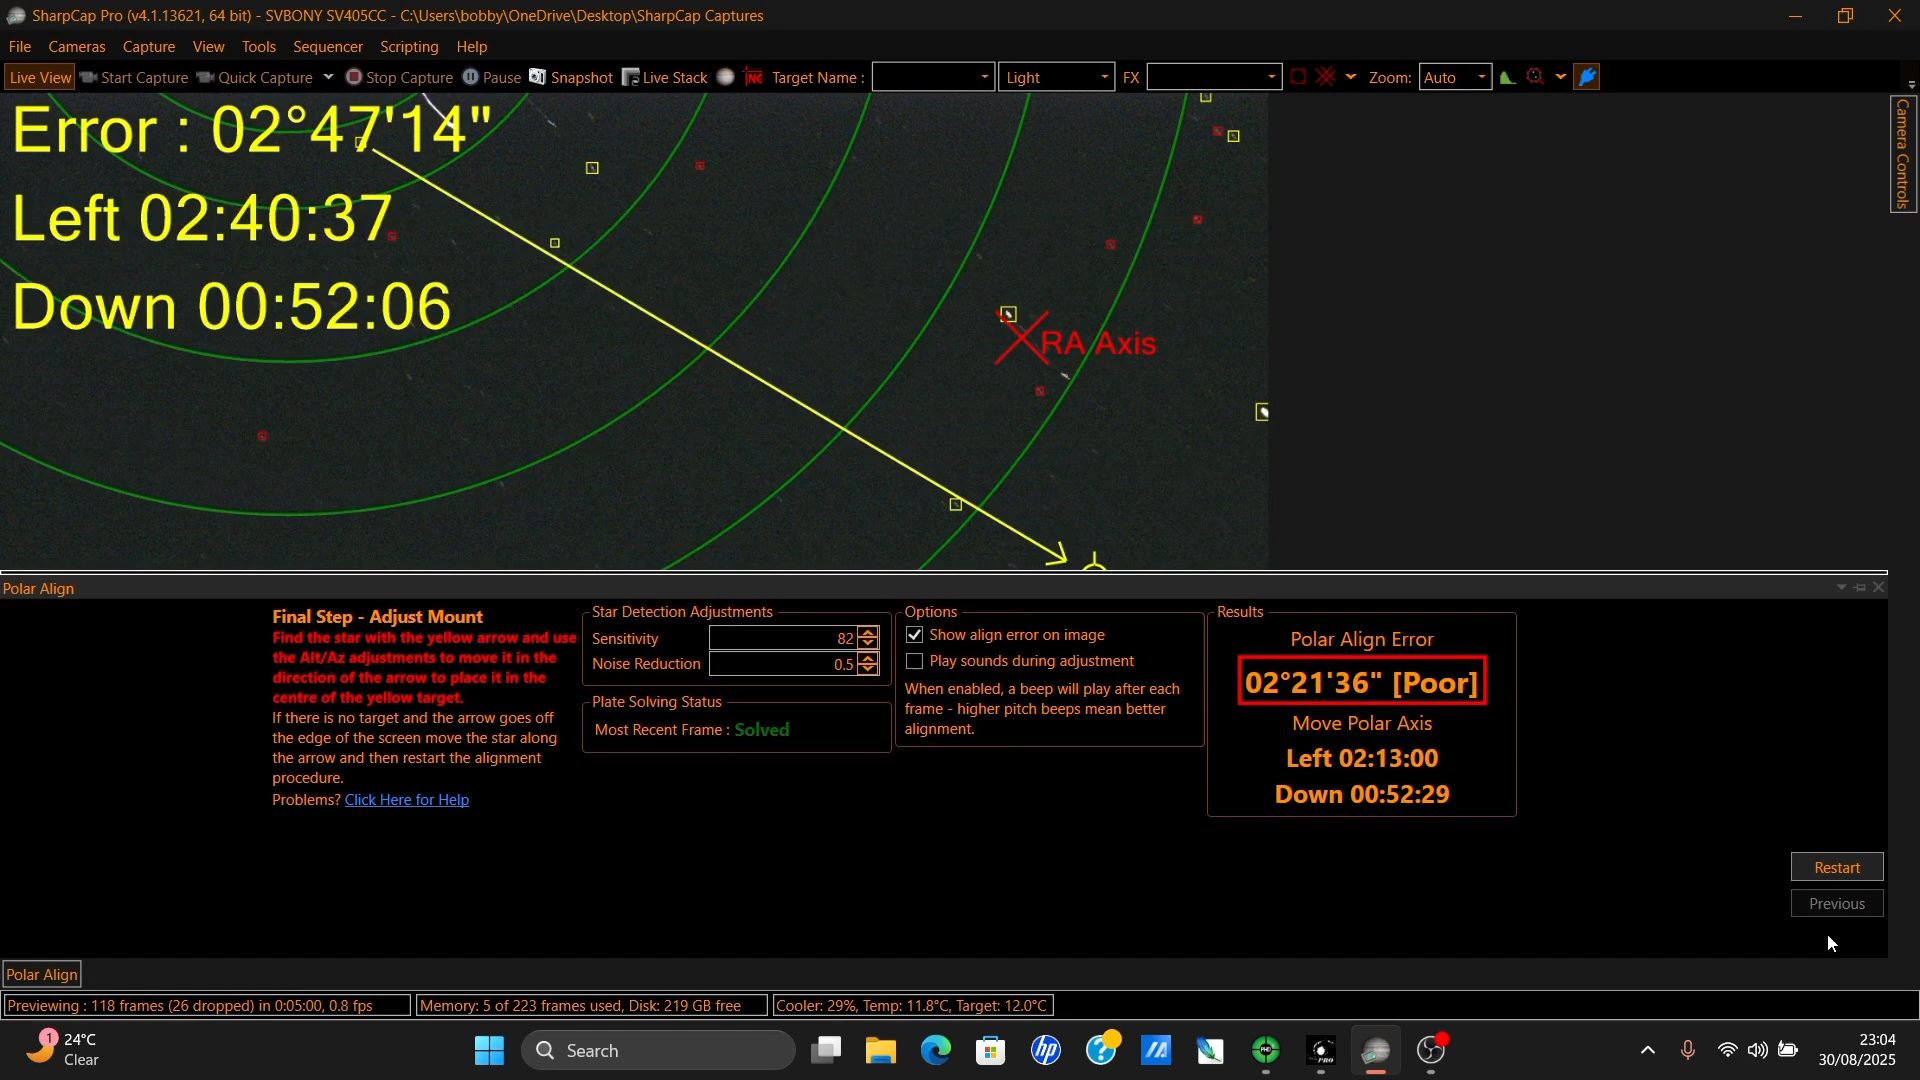 SharpCap Pro (v4.1.13621, 64 bit) - SVBONY SV405CC - C:\Users\bobby\OneDrive\Desktop\SharpCap Captures
File Cameras Capture View Tools Sequencer Scripting Help
Live View Start Capture Quick Capture Stop Capture Pause Snapshot Live Stack Target Name : Light FX Zoom: Auto
Camera Controls
Error : 02°47'14"
Left 02:40:37
Down 00:52:06
RA Axis
Polar Align
Final Step - Adjust Mount
Find the star with the yellow arrow and use
the Alt/Az adjustments to move it in the
direction of the arrow to place it in the
centre of the yellow target.
If there is no target and the arrow goes off
the edge of the screen move the star along
the arrow and then restart the alignment
procedure.
Problems? Click Here for Help
Star Detection Adjustments
Sensitivity 82
Noise Reduction 0.5
Plate Solving Status
Most Recent Frame : Solved
Options
Show align error on image
Play sounds during adjustment
When enabled, a beep will play after each
frame - higher pitch beeps mean better
alignment.
Results
Polar Align Error
02°21'36" [Poor]
Move Polar Axis
Left 02:13:00
Down 00:52:29
Restart
Previous
Polar Align
Previewing : 118 frames (26 dropped) in 0:05:00, 0.8 fps Memory: 5 of 223 frames used, Disk: 219 GB free Cooler: 29%, Temp: 11.8°C, Target: 12.0°C
1
24°C
Clear
Search
hp
PHD
PRO
23:04
30/08/2025